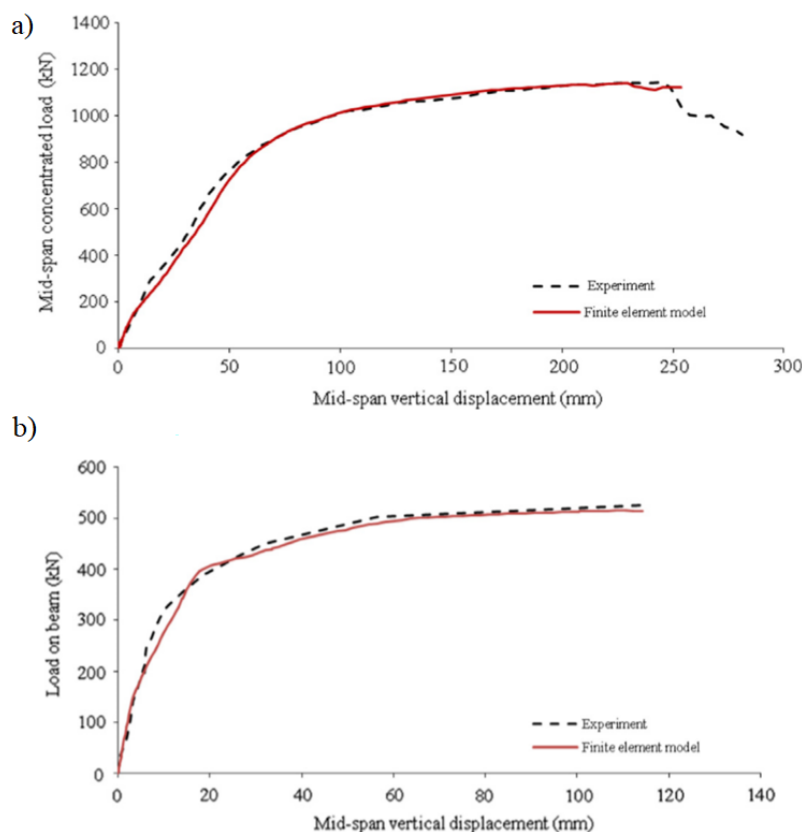 a)
1400
1200
1000
800
600
400
200
0
Mid-span concentrated load (kN)
Experiment
Finite element model
0 50 100 150 200 250 300
Mid-span vertical displacement (mm)
b)
600
500
400
300
200
100
0
Load on beam (kN)
Experiment
Finite element model
0 20 40 60 80 100 120 140
Mid-span vertical displacement (mm)